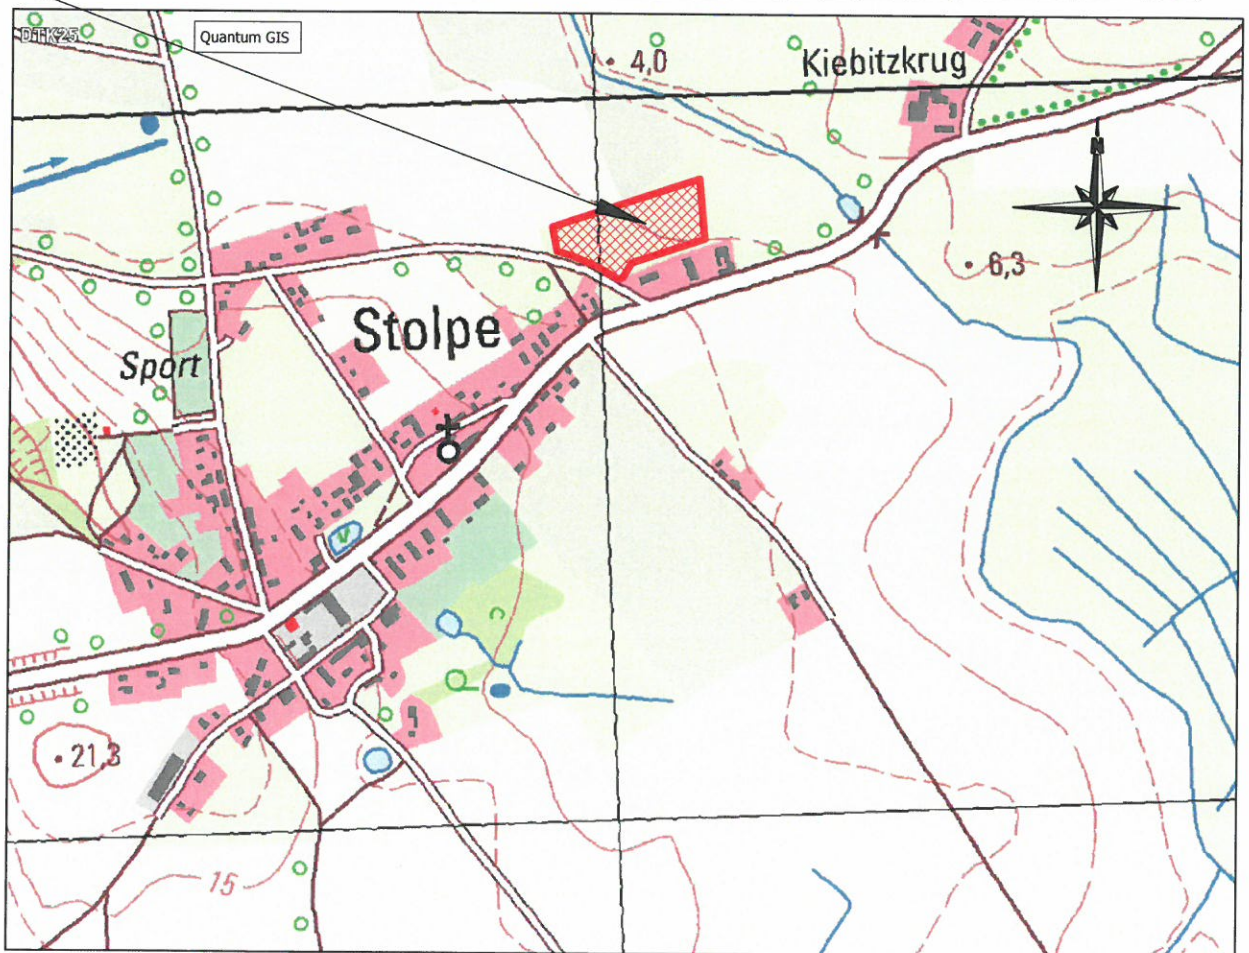 DTK25
Quantum GIS
4,0
Kiebitzkrug
N
6,3
Stolpe
Sport
21,3
15